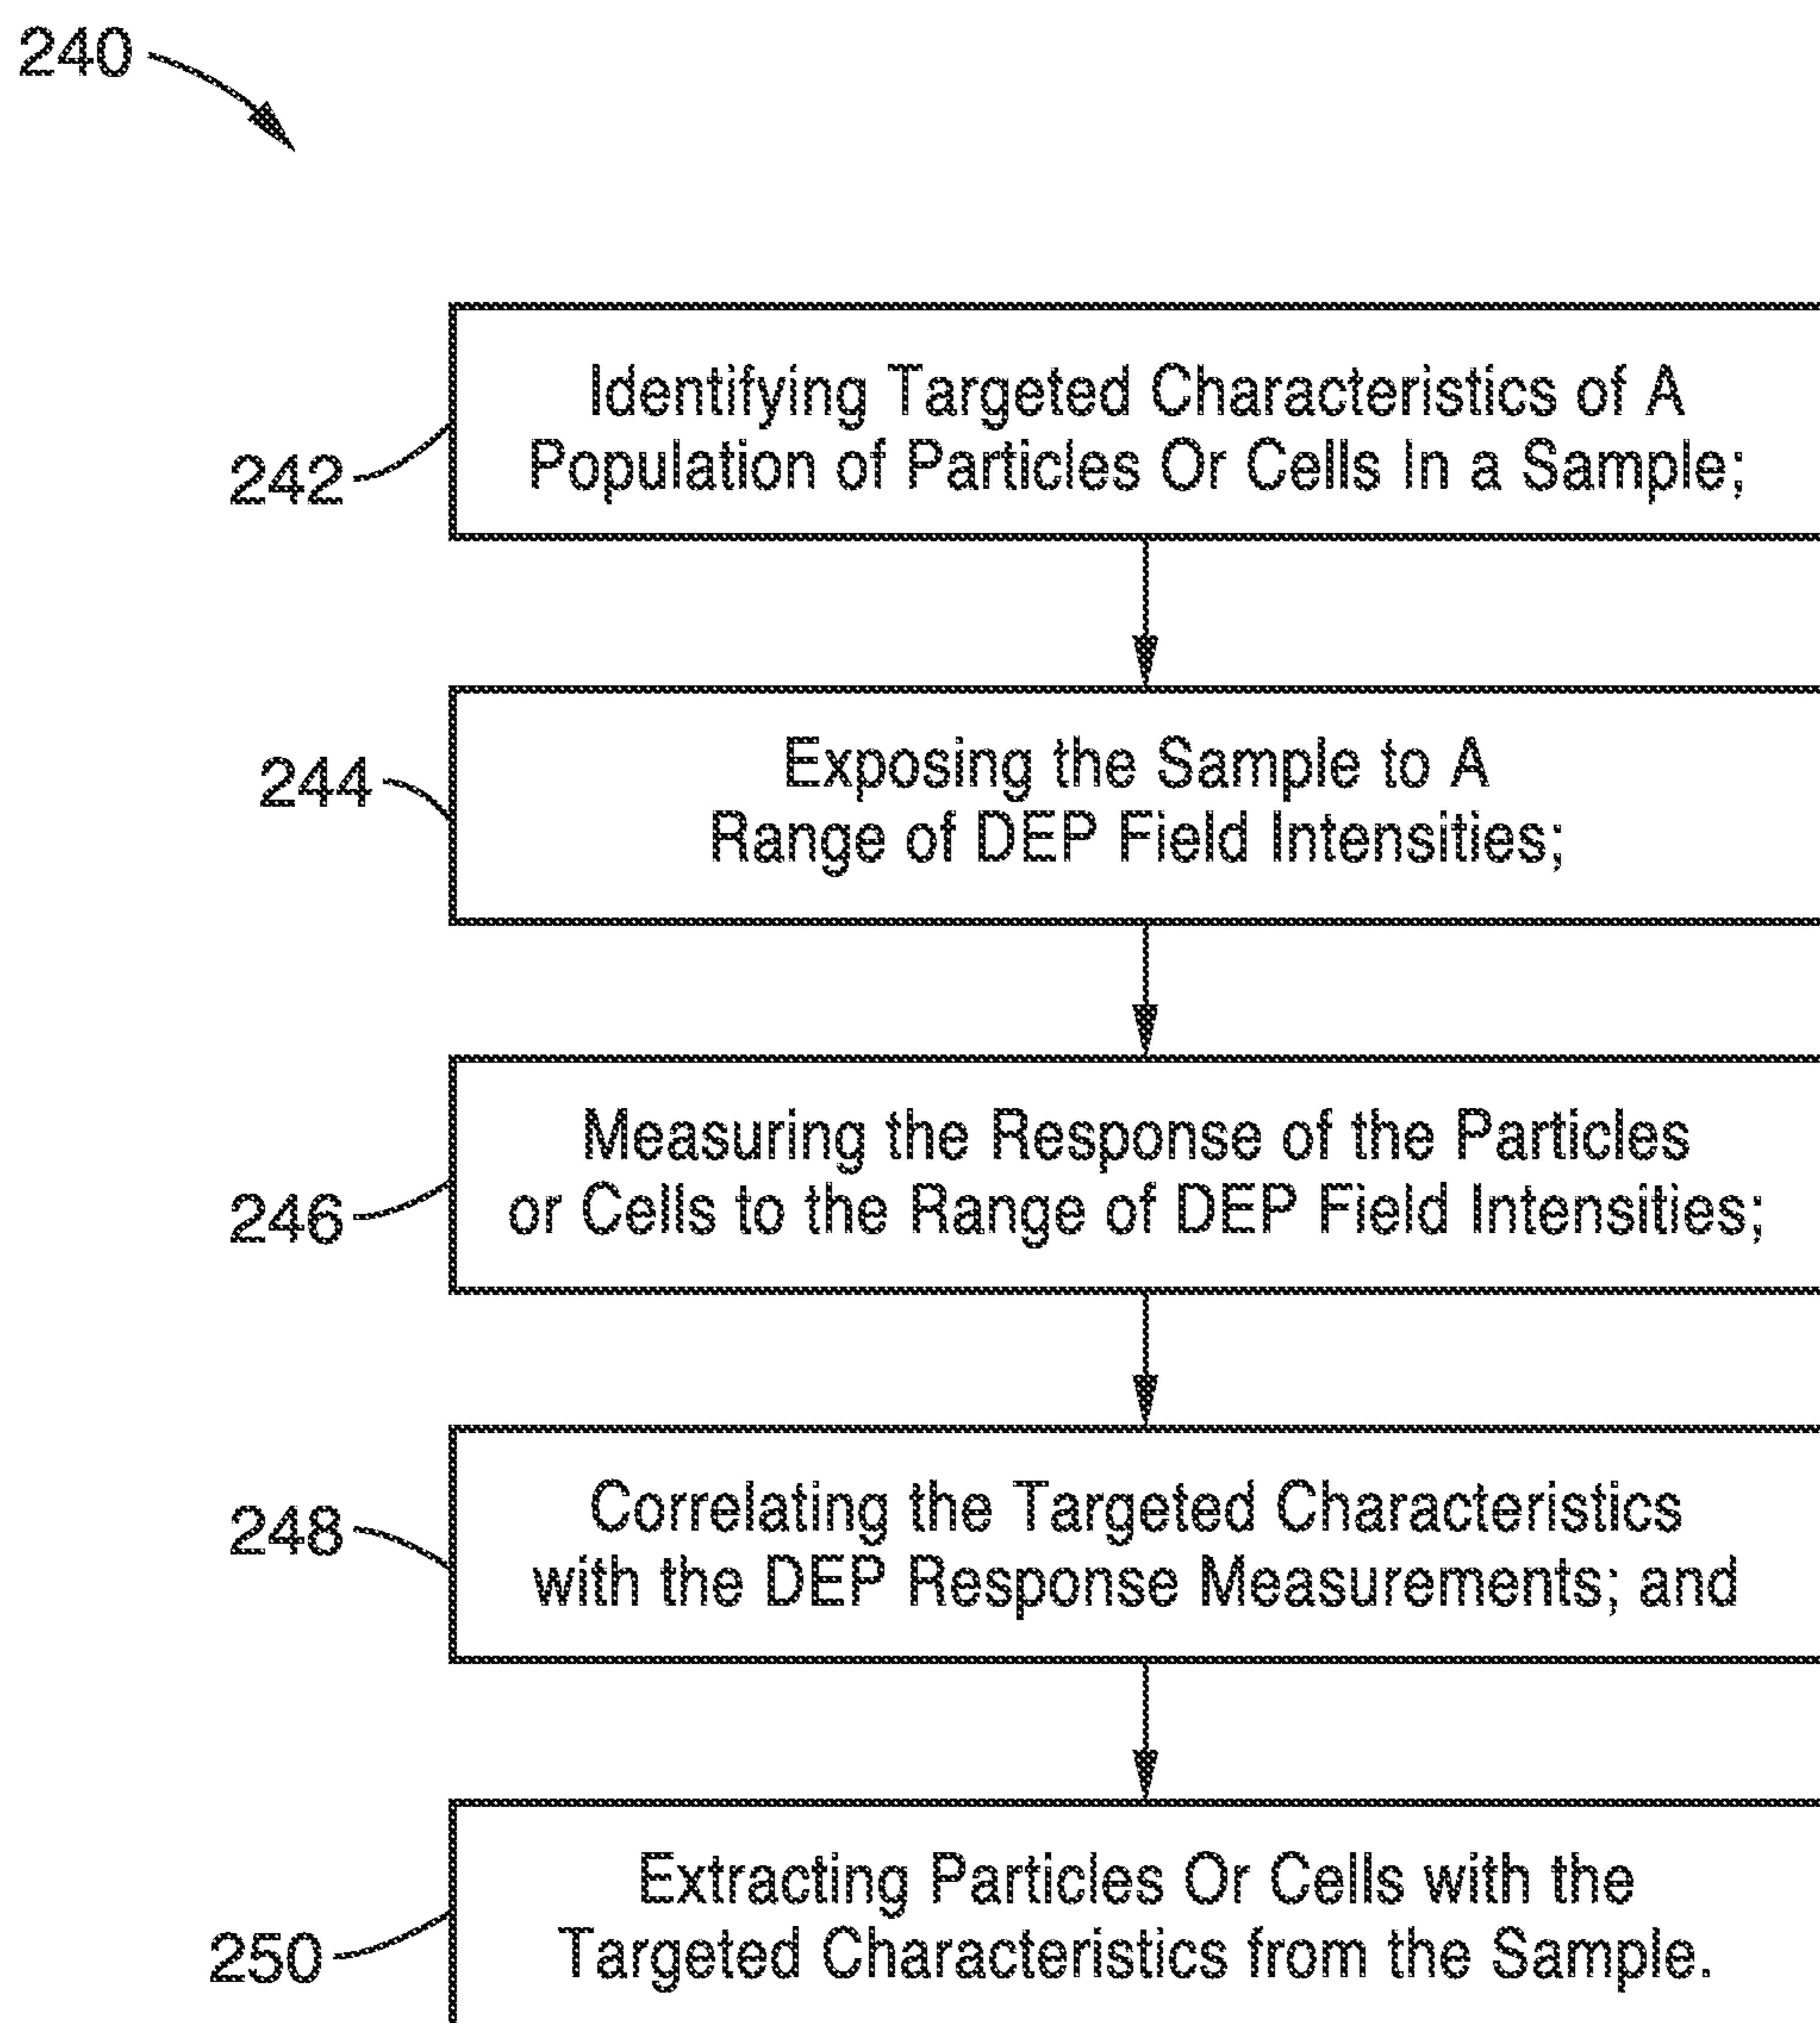 240
242
Identifying Targeted Characteristics of A
Population of Particles Or Cells In a Sample;
244
Exposing the Sample to A
Range of DEP Field Intensities;
246
Measuring the Response of the Particles
or Cells to the Range of DEP Field Intensities;
248
Correlating the Targeted Characteristics
with the DEP Response Measurements; and
250
Extracting Particles Or Cells with the
Targeted Characteristics from the Sample.